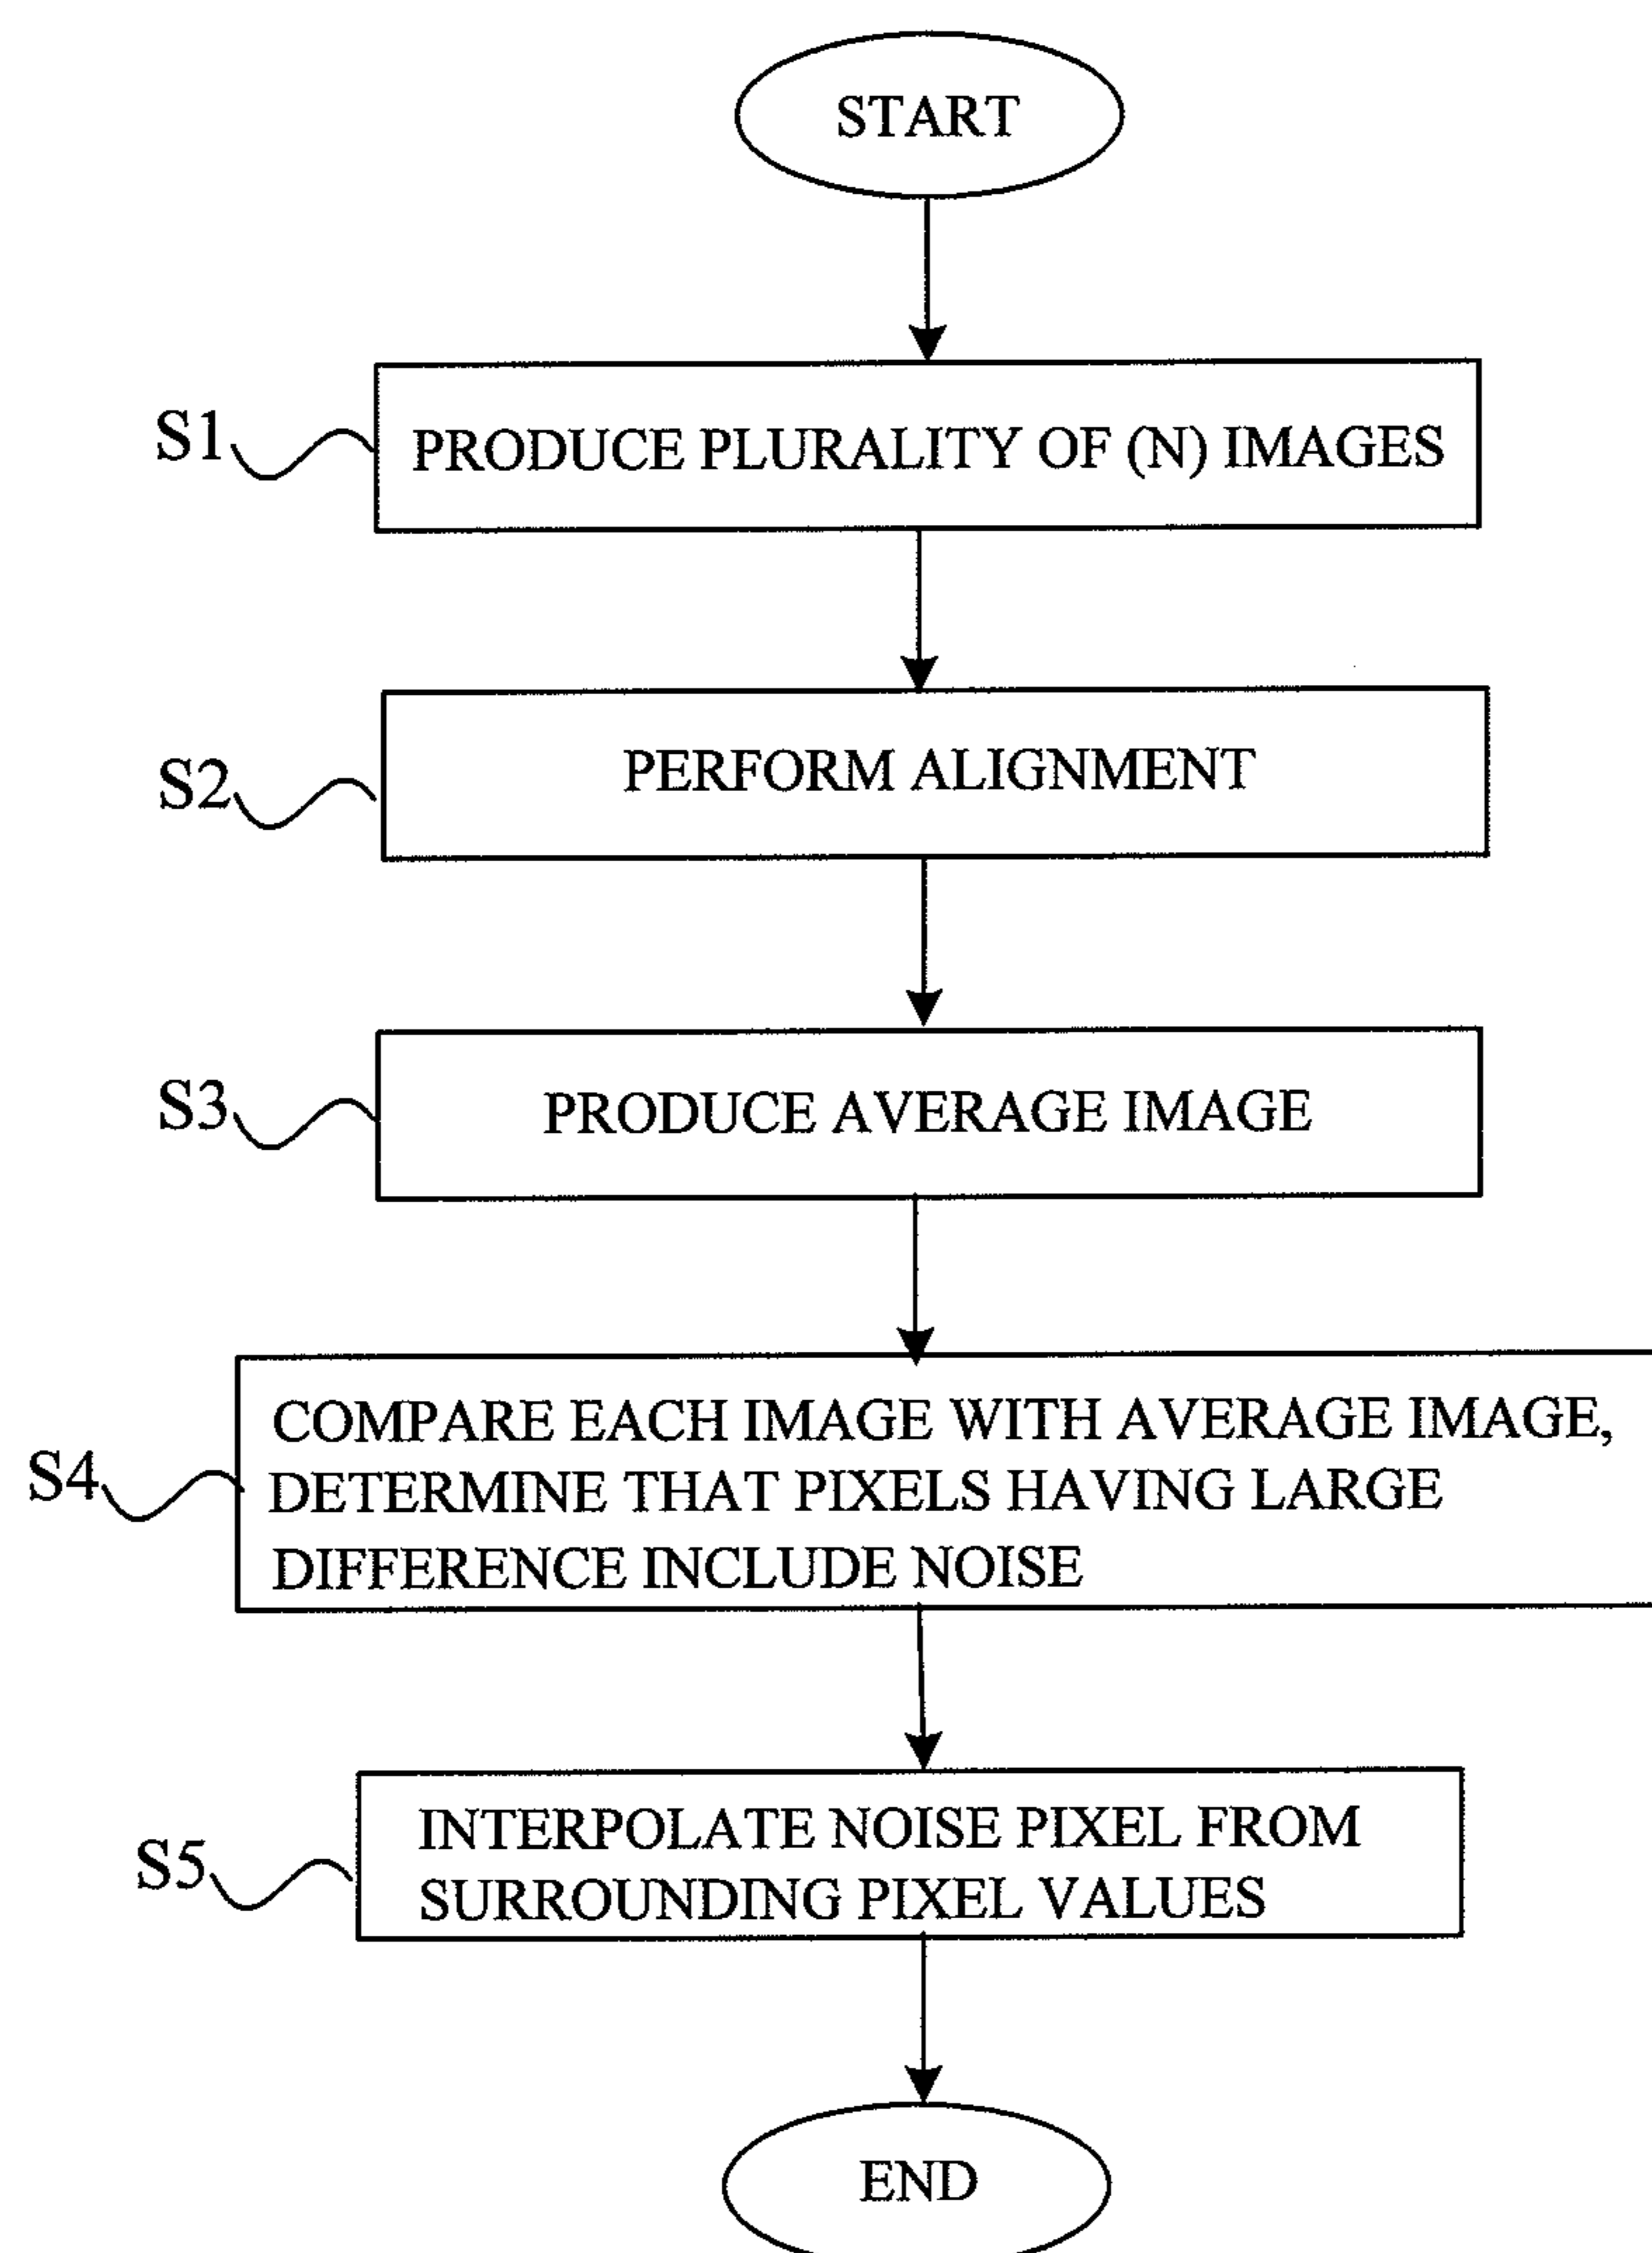 START
S1
PRODUCE PLURALITY OF (N) IMAGES
S2
PERFORM ALIGNMENT
S3
PRODUCE AVERAGE IMAGE
S4
COMPARE EACH IMAGE WITH AVERAGE IMAGE,
DETERMINE THAT PIXELS HAVING LARGE
DIFFERENCE INCLUDE NOISE
S5
INTERPOLATE NOISE PIXEL FROM
SURROUNDING PIXEL VALUES
END